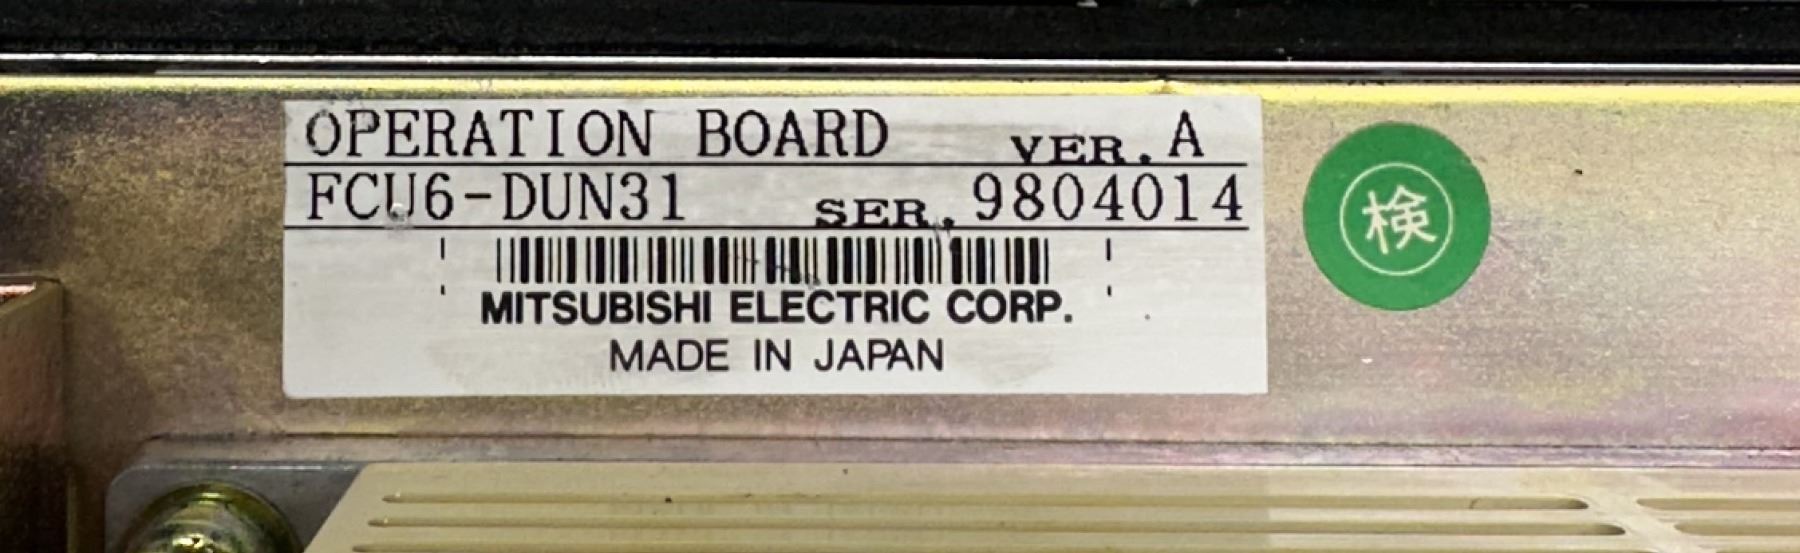 OPERATION BOARD VER. A
FCU6-DUN31 SER. 9804014
MITSUBISHI ELECTRIC CORP.
MADE IN JAPAN
検